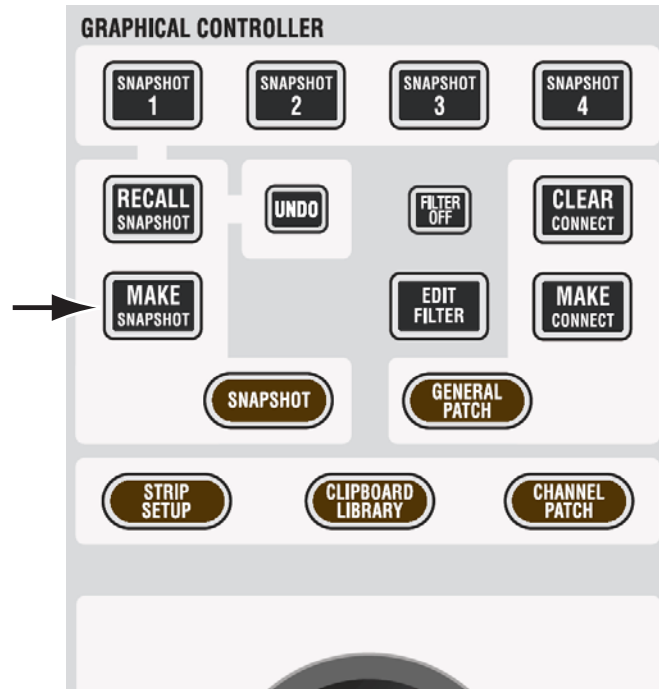 GRAPHICAL CONTROLLER
SNAPSHOT
1
SNAPSHOT
2
SNAPSHOT
3
SNAPSHOT
4
RECALL
SNAPSHOT
UNDO
FILTER
OFF
CLEAR
CONNECT
MAKE
SNAPSHOT
EDIT
FILTER
MAKE
CONNECT
SNAPSHOT
GENERAL
PATCH
STRIP
SETUP
CLIPBOARD
LIBRARY
CHANNEL
PATCH